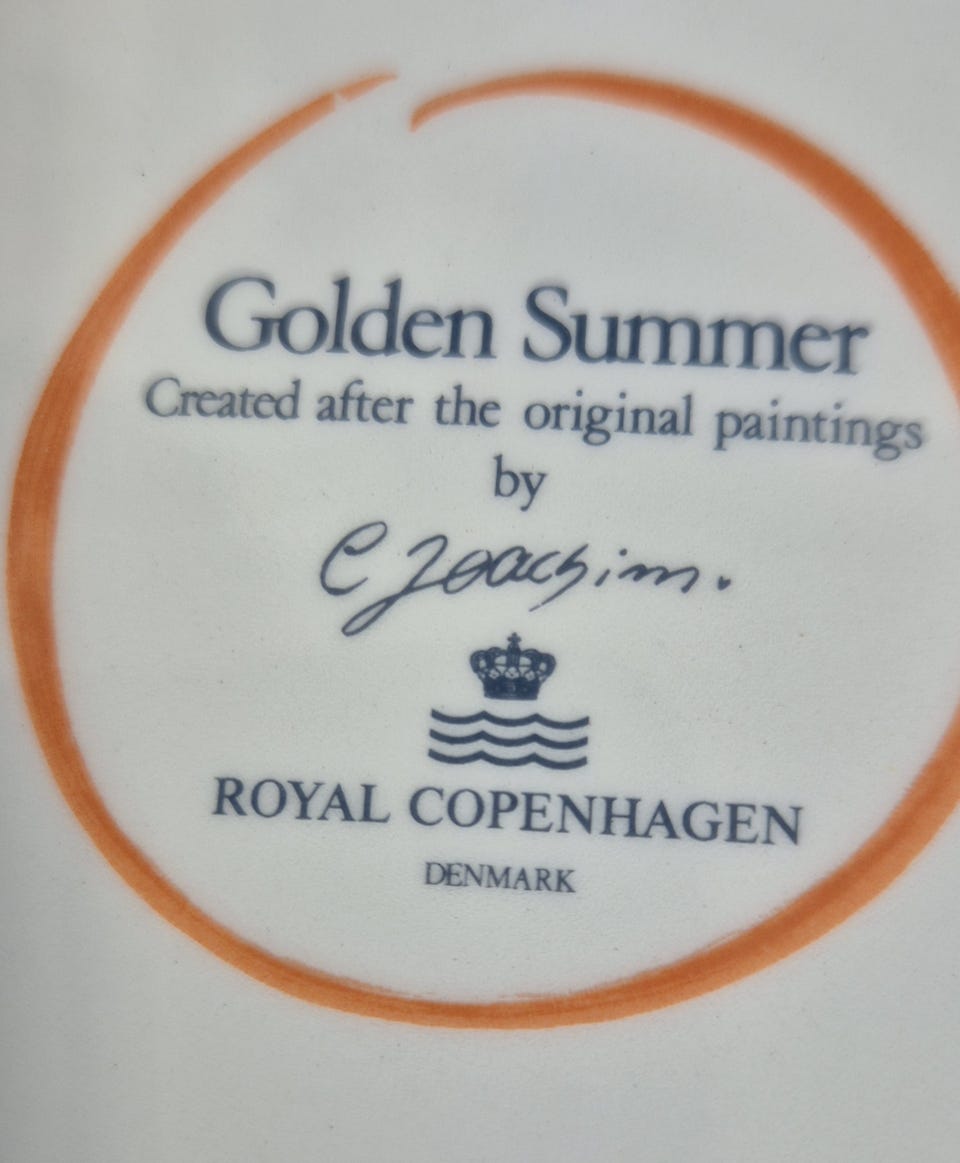 Golden Summer
Created after the original paintings
by
C Joachim.
ROYAL COPENHAGEN
DENMARK